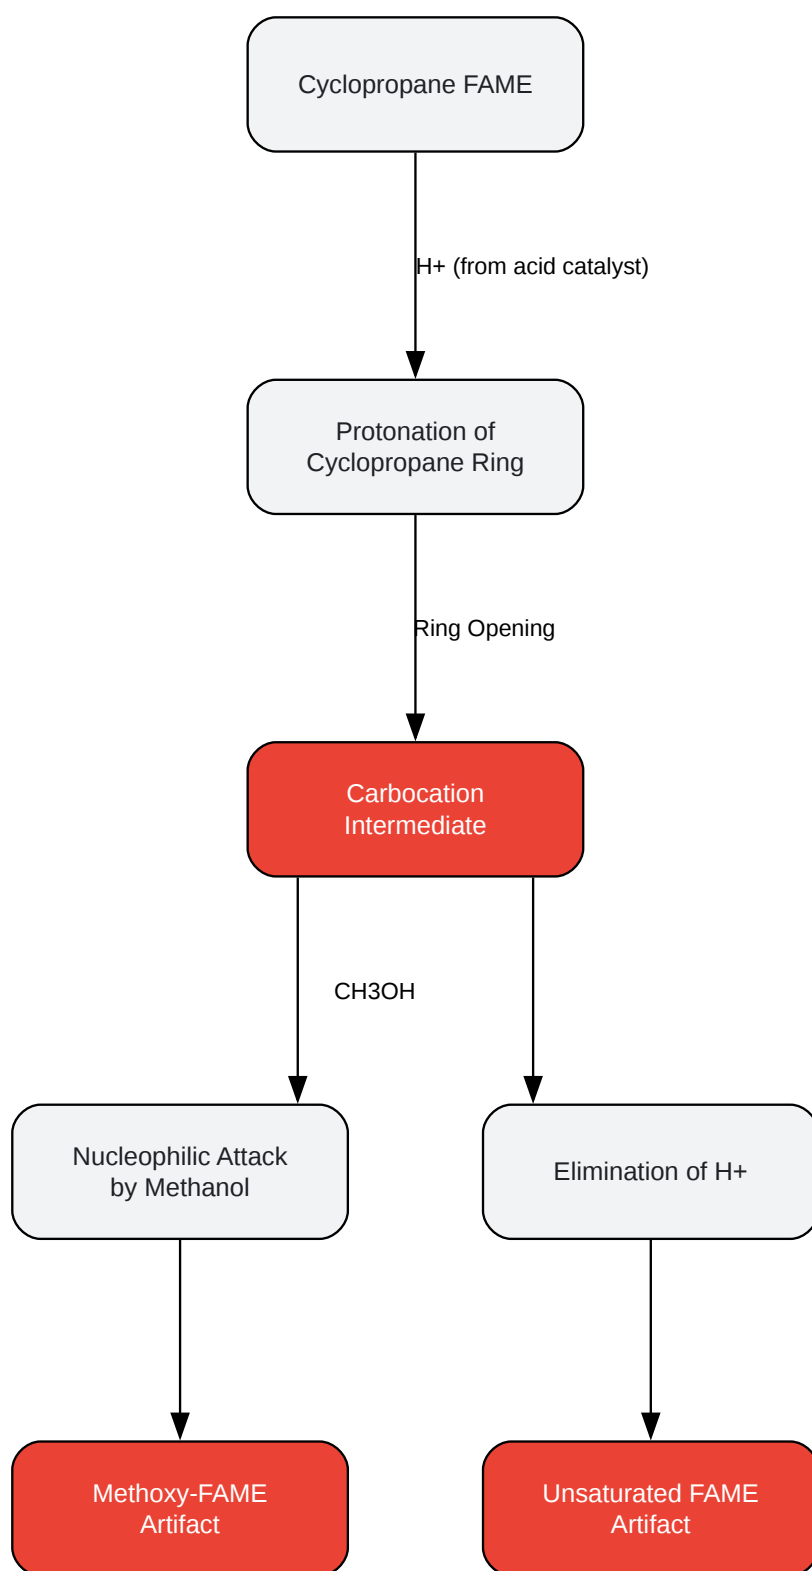 Cyclopropane FAME
H+ (from acid catalyst)
Protonation of
Cyclopropane Ring
Ring Opening
Carbocation
Intermediate
CH3OH
Nucleophilic Attack
by Methanol
Elimination of H+
Methoxy-FAME
Artifact
Unsaturated FAME
Artifact